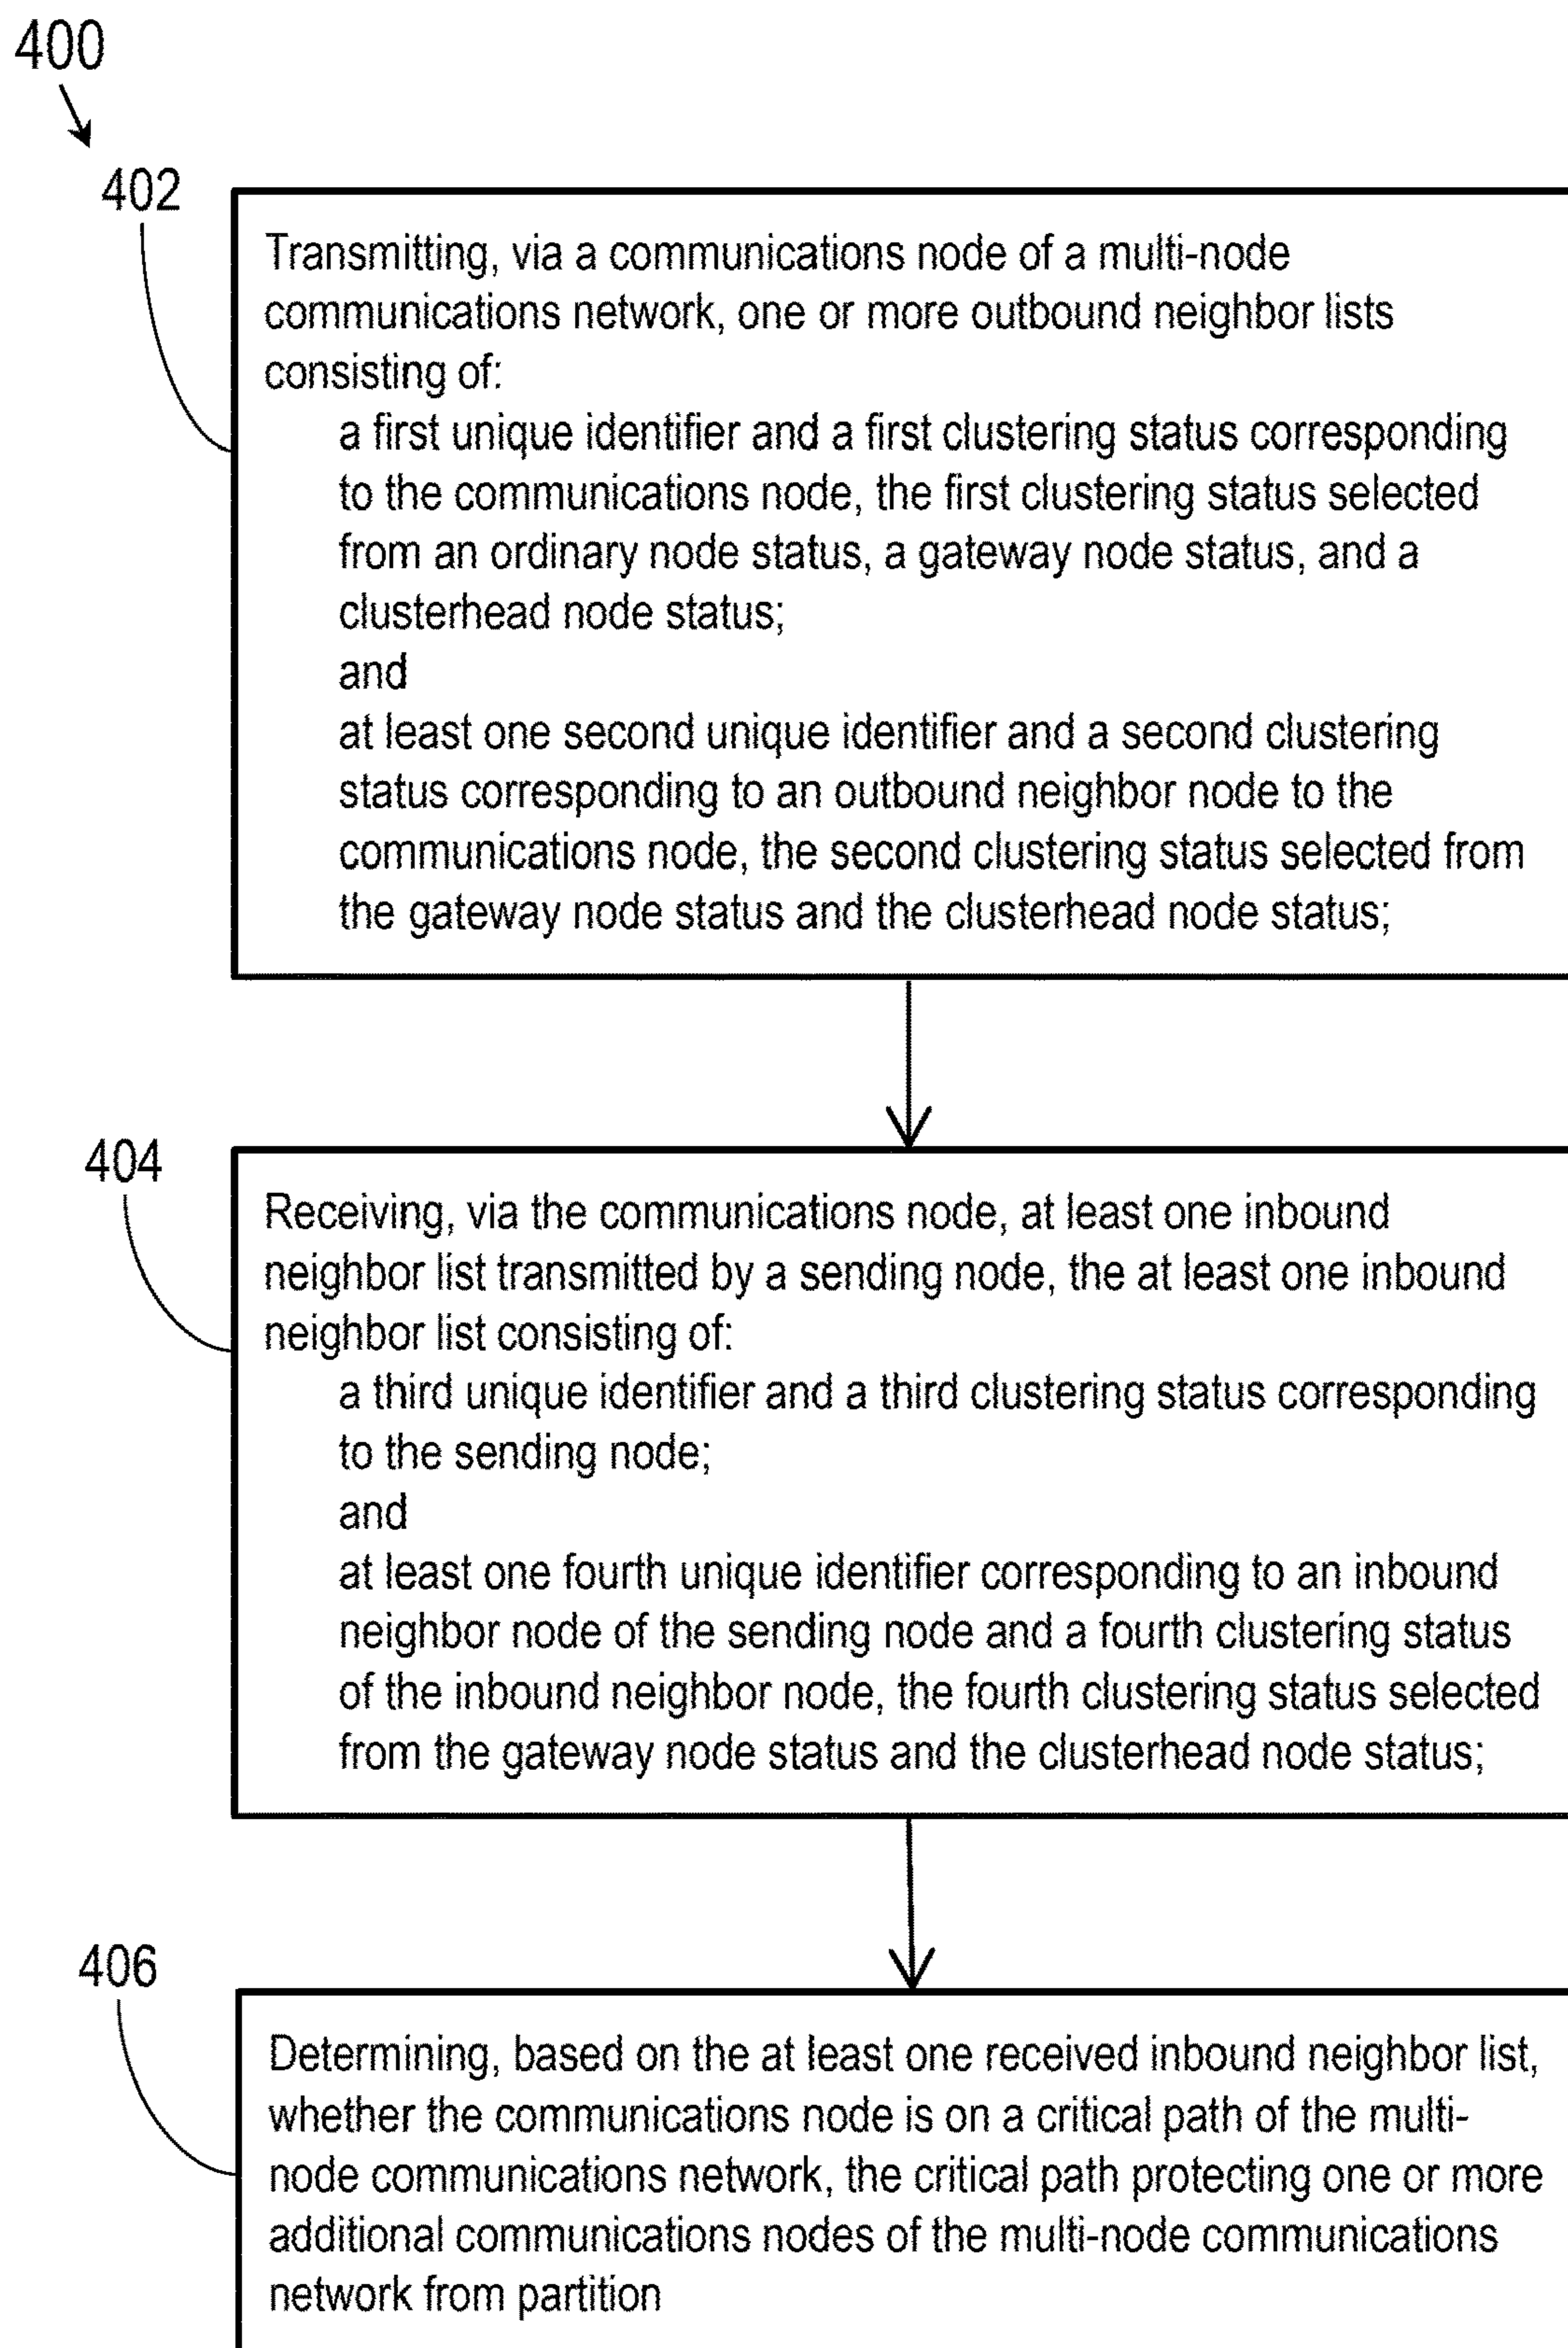 400
402
Transmitting, via a communications node of a multi-node
communications network, one or more outbound neighbor lists
consisting of:
a first unique identifier and a first clustering status corresponding
to the communications node, the first clustering status selected
from an ordinary node status, a gateway node status, and a
clusterhead node status;
and
at least one second unique identifier and a second clustering
status corresponding to an outbound neighbor node to the
communications node, the second clustering status selected from
the gateway node status and the clusterhead node status;
404
Receiving, via the communications node, at least one inbound
neighbor list transmitted by a sending node, the at least one inbound
neighbor list consisting of:
a third unique identifier and a third clustering status corresponding
to the sending node;
and
at least one fourth unique identifier corresponding to an inbound
neighbor node of the sending node and a fourth clustering status
of the inbound neighbor node, the fourth clustering status selected
from the gateway node status and the clusterhead node status;
406
Determining, based on the at least one received inbound neighbor list,
whether the communications node is on a critical path of the multi-
node communications network, the critical path protecting one or more
additional communications nodes of the multi-node communications
network from partition